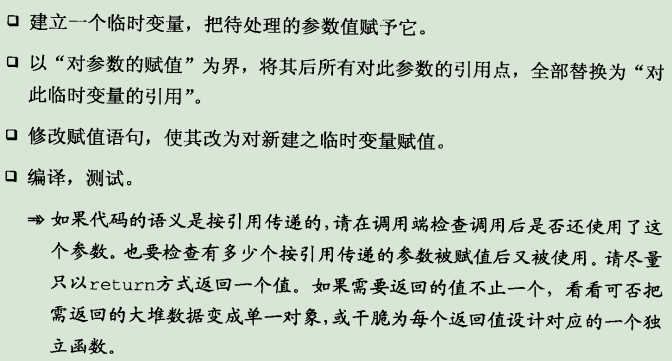 ❑ 建立一个临时变量，把待处理的参数值赋予它。
❑ 以“对参数的赋值”为界，将其后所有对此参数的引用点，全部替换为“对
此临时变量的引用”。
❑ 修改赋值语句，使其改为对新建之临时变量赋值。
❑ 编译，测试。
➾ 如果代码的语义是按引用传递的，请在调用端检查调用后是否还使用了这
个参数。也要检查有多少个按引用传递的参数被赋值后又被使用。请尽量
只以return方式返回一个值。如果需要返回的值不止一个，看看可否把
需返回的大堆数据变成单一对象，或干脆为每个返回值设计对应的一个独
立函数。